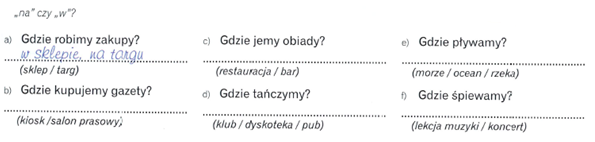 „na" czy „w"?
a) Gdzie robimy zakupy?
w sklepie, na targu
(sklep / targ)
b) Gdzie kupujemy gazety?
(kiosk /salon prasowy)
c) Gdzie jemy obiady?
(restauracja / bar)
d) Gdzie tańczymy?
(klub / dyskoteka / pub)
e) Gdzie pływamy?
(morze / ocean / rzeka)
f) Gdzie śpiewamy?
(lekcja muzyki / koncert)